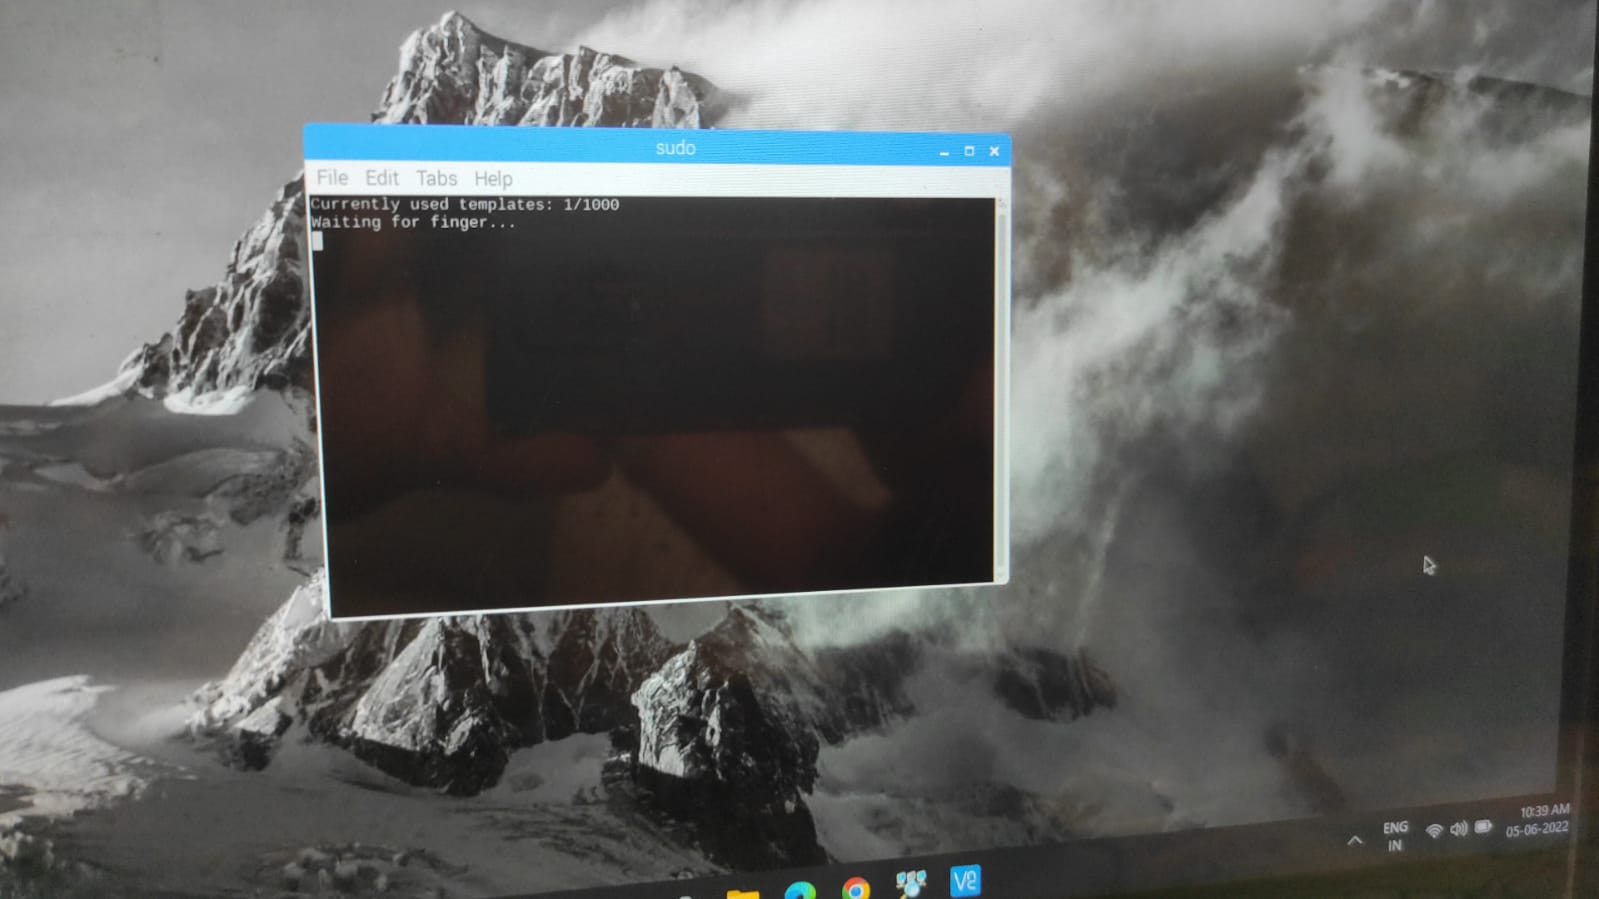 sudo
File Edit Tabs Help
Currently used templates: 1/1000
Waiting for finger...
ENG
IN
10:39 AM
05-06-2022